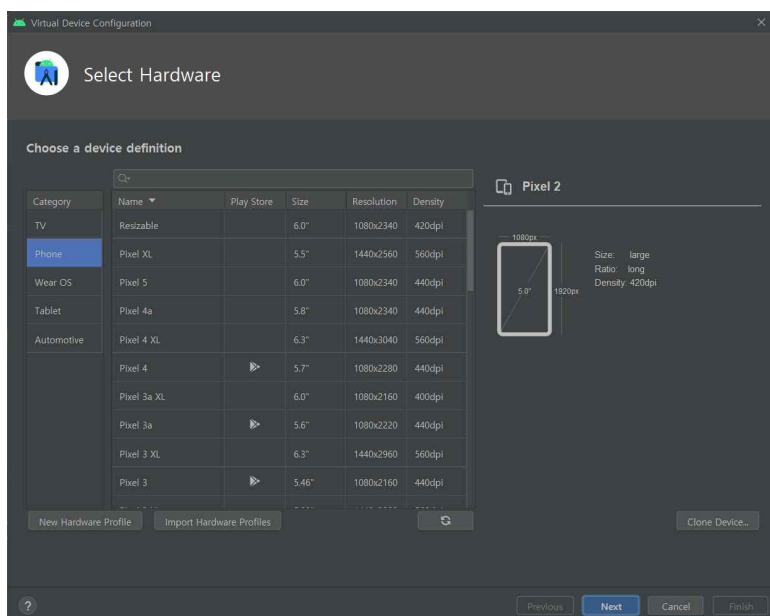 Virtual Device Configuration
Select Hardware
Choose a device definition
Category
TV
Phone
Wear OS
Tablet
Automotive
Name Play Store Size Resolution Density
Resizable 6.0" 1080x2340 420dpi
Pixel XL 5.5" 1440x2560 560dpi
Pixel 5 6.0" 1080x2340 440dpi
Pixel 4a 5.8" 1080x2340 440dpi
Pixel 4 XL 6.3" 1440x3040 560dpi
Pixel 4 5.7" 1080x2280 440dpi
Pixel 3a XL 6.0" 1080x2160 400dpi
Pixel 3a 5.6" 1080x2220 440dpi
Pixel 3 XL 6.3" 1440x2960 560dpi
Pixel 3 5.46" 1080x2160 440dpi
New Hardware Profile Import Hardware Profiles
Pixel 2
1080px
5.0"
1920px
Size: large
Ratio: long
Density: 420dpi
Clone Device...
?
Previous Next Cancel Finish